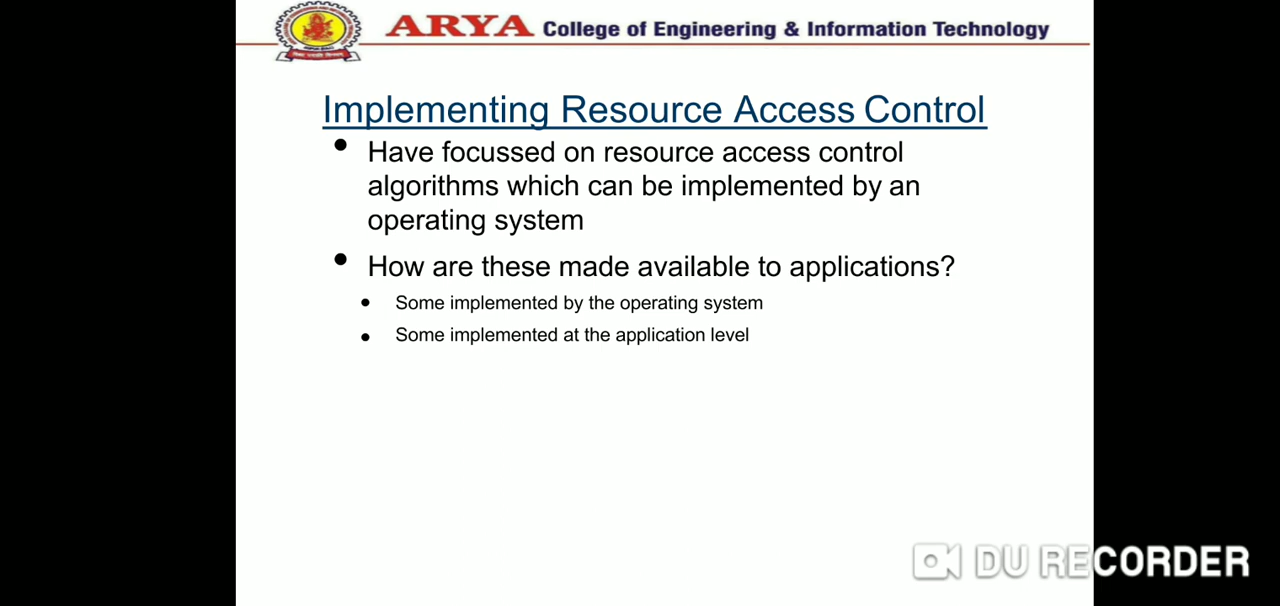 ARYA College of Engineering & Information Technology
Implementing Resource Access Control
• Have focussed on resource access control
algorithms which can be implemented by an
operating system
• How are these made available to applications?
• Some implemented by the operating system
• Some implemented at the application level
DU RECORDER